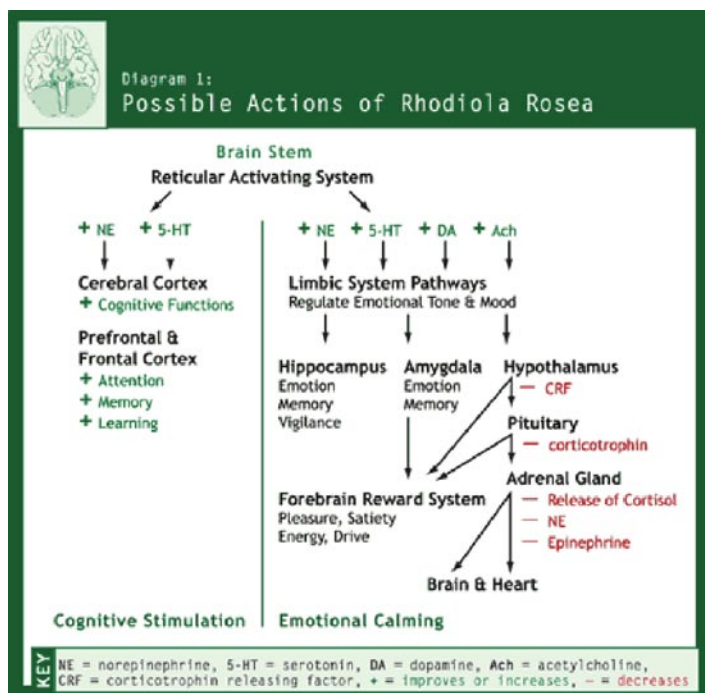 Diagram 1:
Possible Actions of Rhodiola Rosea
Brain Stem
Reticular Activating System
+ NE + 5-HT
Cerebral Cortex
+ Cognitive Functions
Prefrontal &
Frontal Cortex
+ Attention
+ Memory
+ Learning
Cognitive Stimulation
+ NE + 5-HT + DA + Ach
Limbic System Pathways
Regulate Emotional Tone & Mood
Hippocampus
Emotion
Memory
Vigilance
Amygdala
Emotion
Memory
Hypothalamus
− CRF
Pituitary
− corticotrophin
Adrenal Gland
− Release of Cortisol
− NE
− Epinephrine
Forebrain Reward System
Pleasure, Satiety
Energy, Drive
Brain & Heart
Emotional Calming
KEY
NE = norepinephrine, 5-HT = serotonin, DA = dopamine, Ach = acetylcholine,
CRF = corticotrophin releasing factor, + = improves or increases, − = decreases